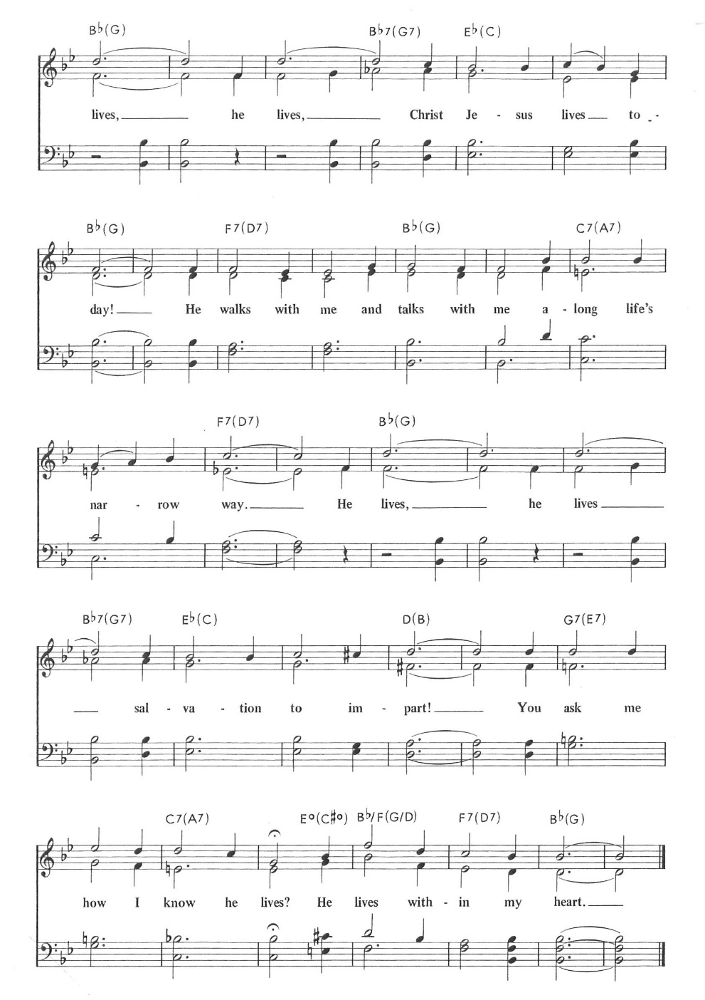 B♭(G) B♭7(G7) E♭(C)
lives, he lives, Christ Je - sus lives to -
B♭(G) F7(D7) B♭(G) C7(A7)
day! He walks with me and talks with me a - long life's
F7(D7) B♭(G)
nar - row way. He lives, he lives
B♭7(G7) E♭(C) D(B) G7(E7)
sal - va - tion to im - part! You ask me
C7(A7) E°(C♯°) B♭/F(G/D) F7(D7) B♭(G)
how I know he lives? He lives with - in my heart.